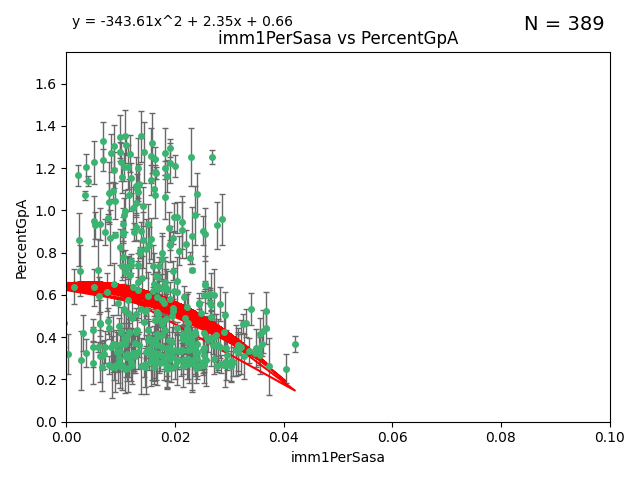 y = -343.61x^2 + 2.35x + 0.66
N = 389
imm1PerSasa vs PercentGpA
1.6
1.4
1.2
1.0
0.8
0.6
0.4
0.2
0.0
PercentGpA
0.00 0.02 0.04 0.06 0.08 0.10
imm1PerSasa